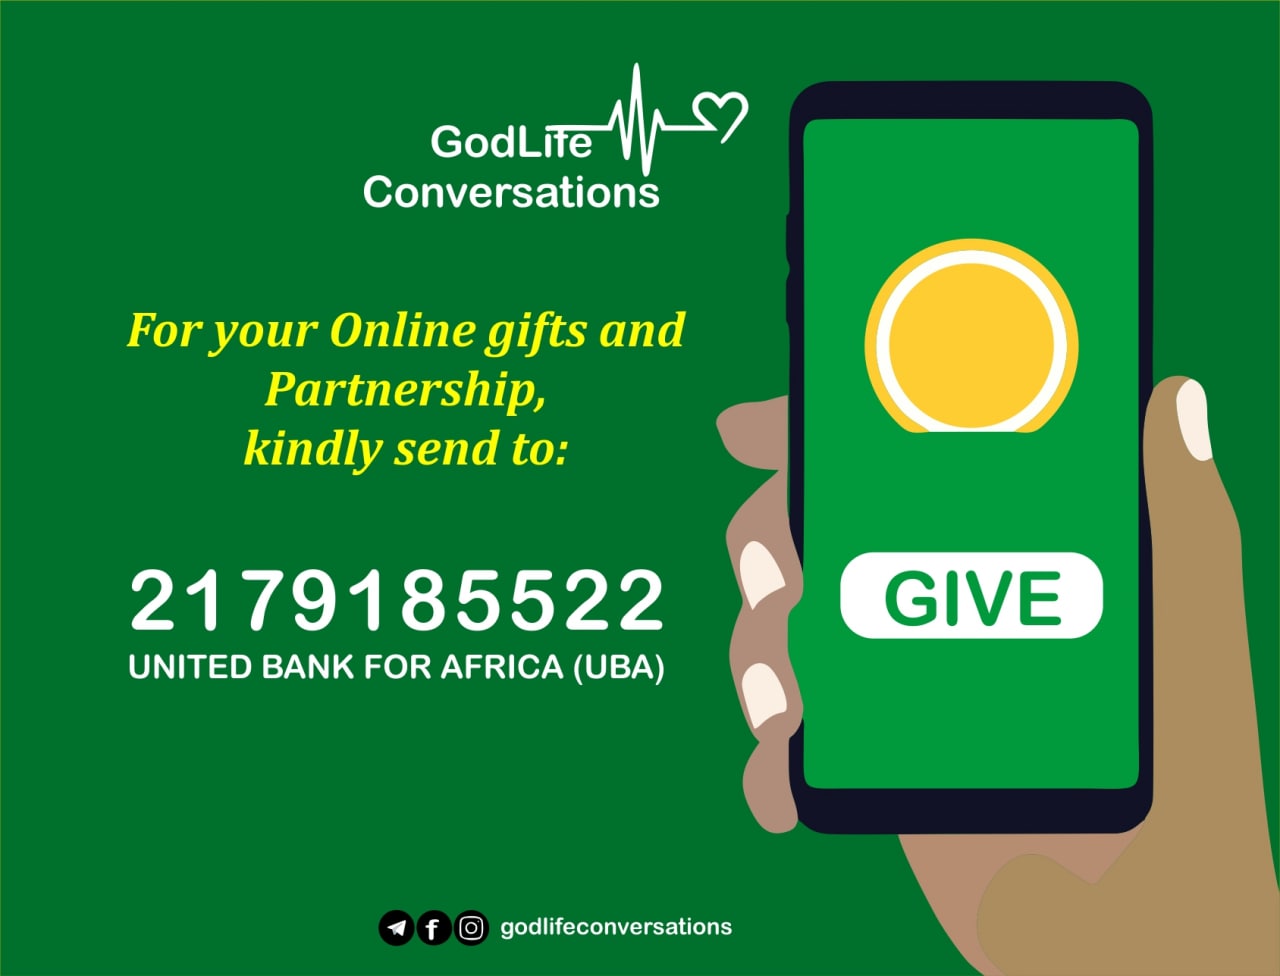 GodLife
Conversations
For your Online gifts and
Partnership,
kindly send to:
2179185522
UNITED BANK FOR AFRICA (UBA)
GIVE
godlifeconversations